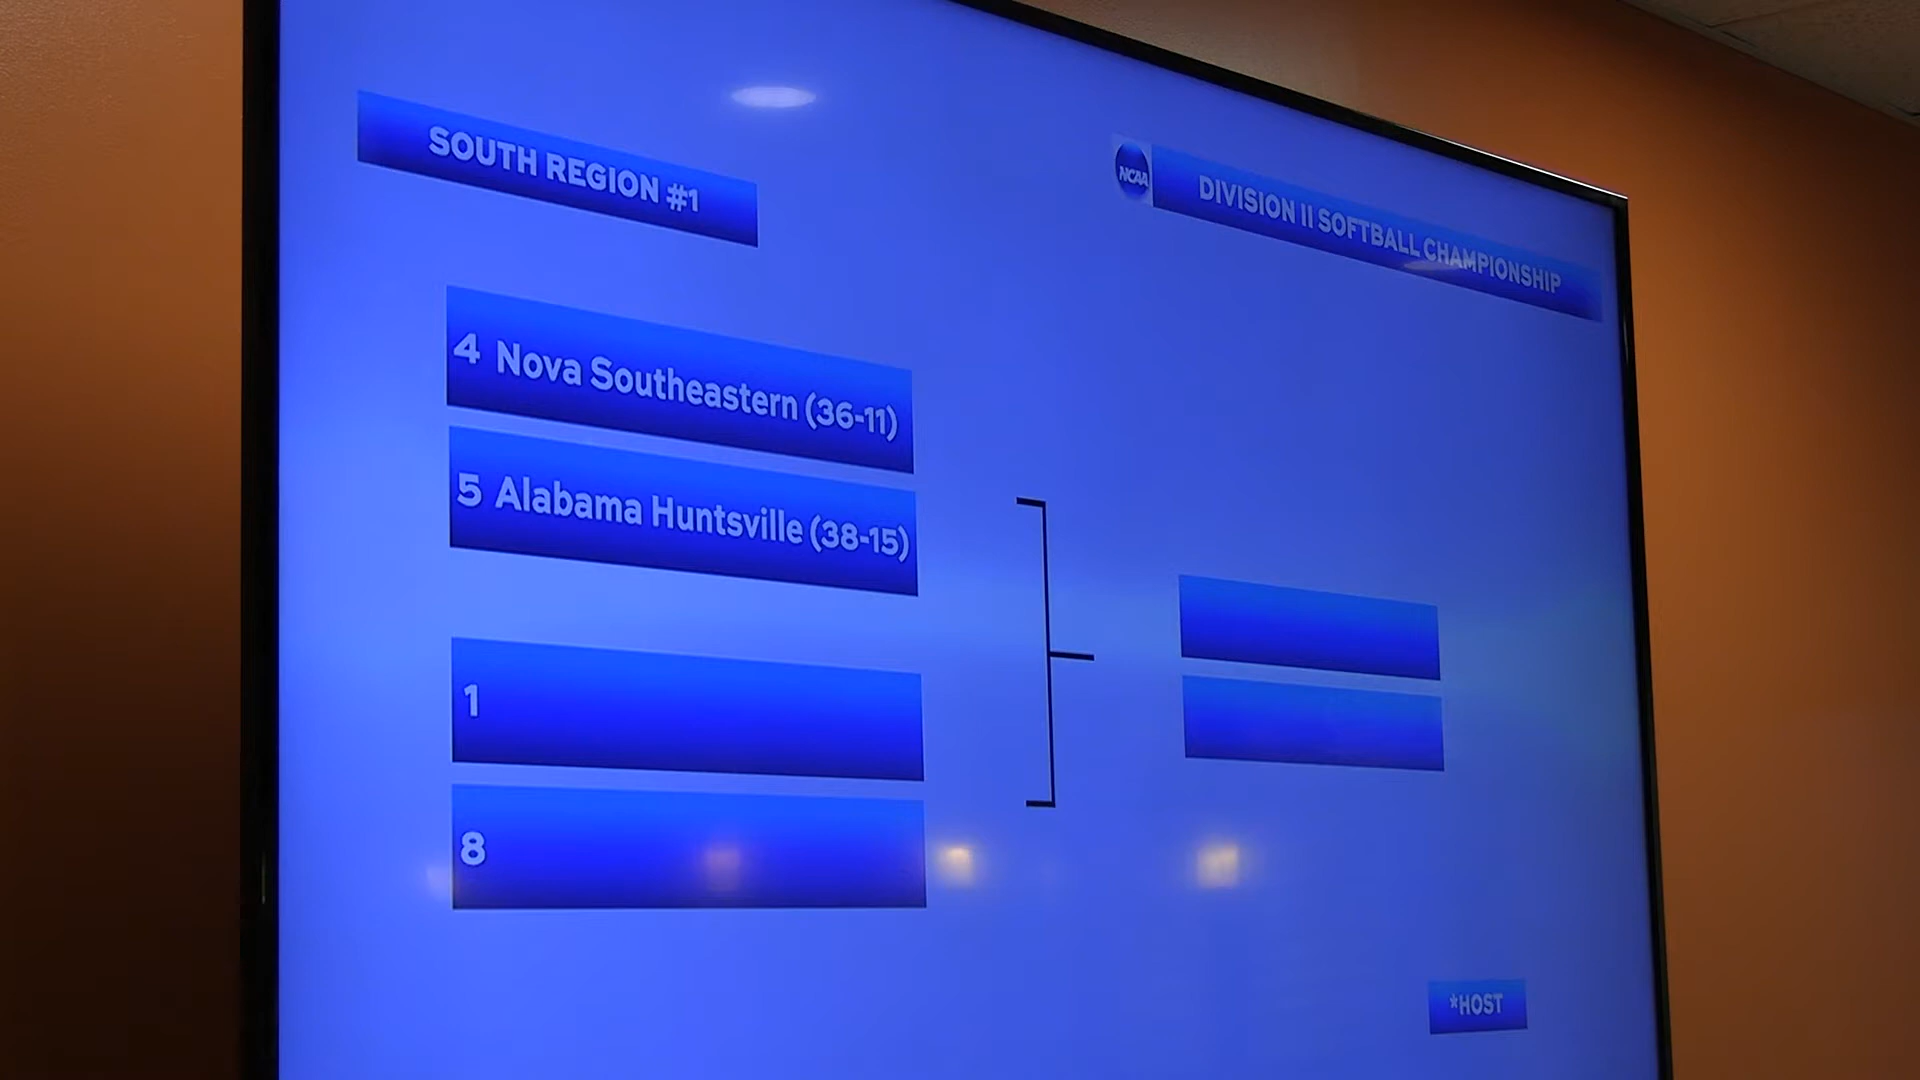 SOUTH REGION #1
NCAA
DIVISION II SOFTBALL CHAMPIONSHIP
4 Nova Southeastern (36-11)
5 Alabama Huntsville (38-15)
1
8
*HOST